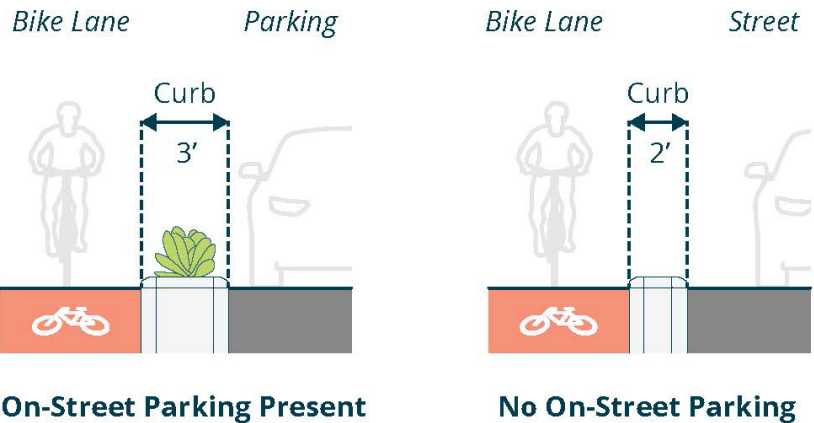 Bike Lane Parking
Curb
3’
On-Street Parking Present
Bike Lane Street
Curb
2’
No On-Street Parking